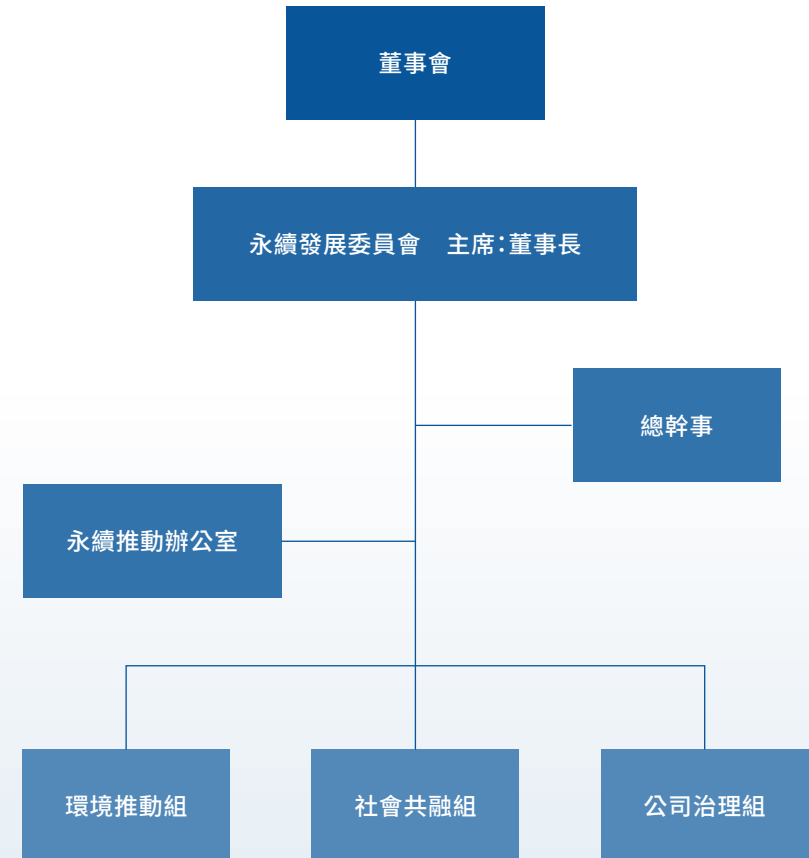 董事會
永續發展委員會　主席：董事長
總幹事
永續推動辦公室
環境推動組
社會共融組
公司治理組